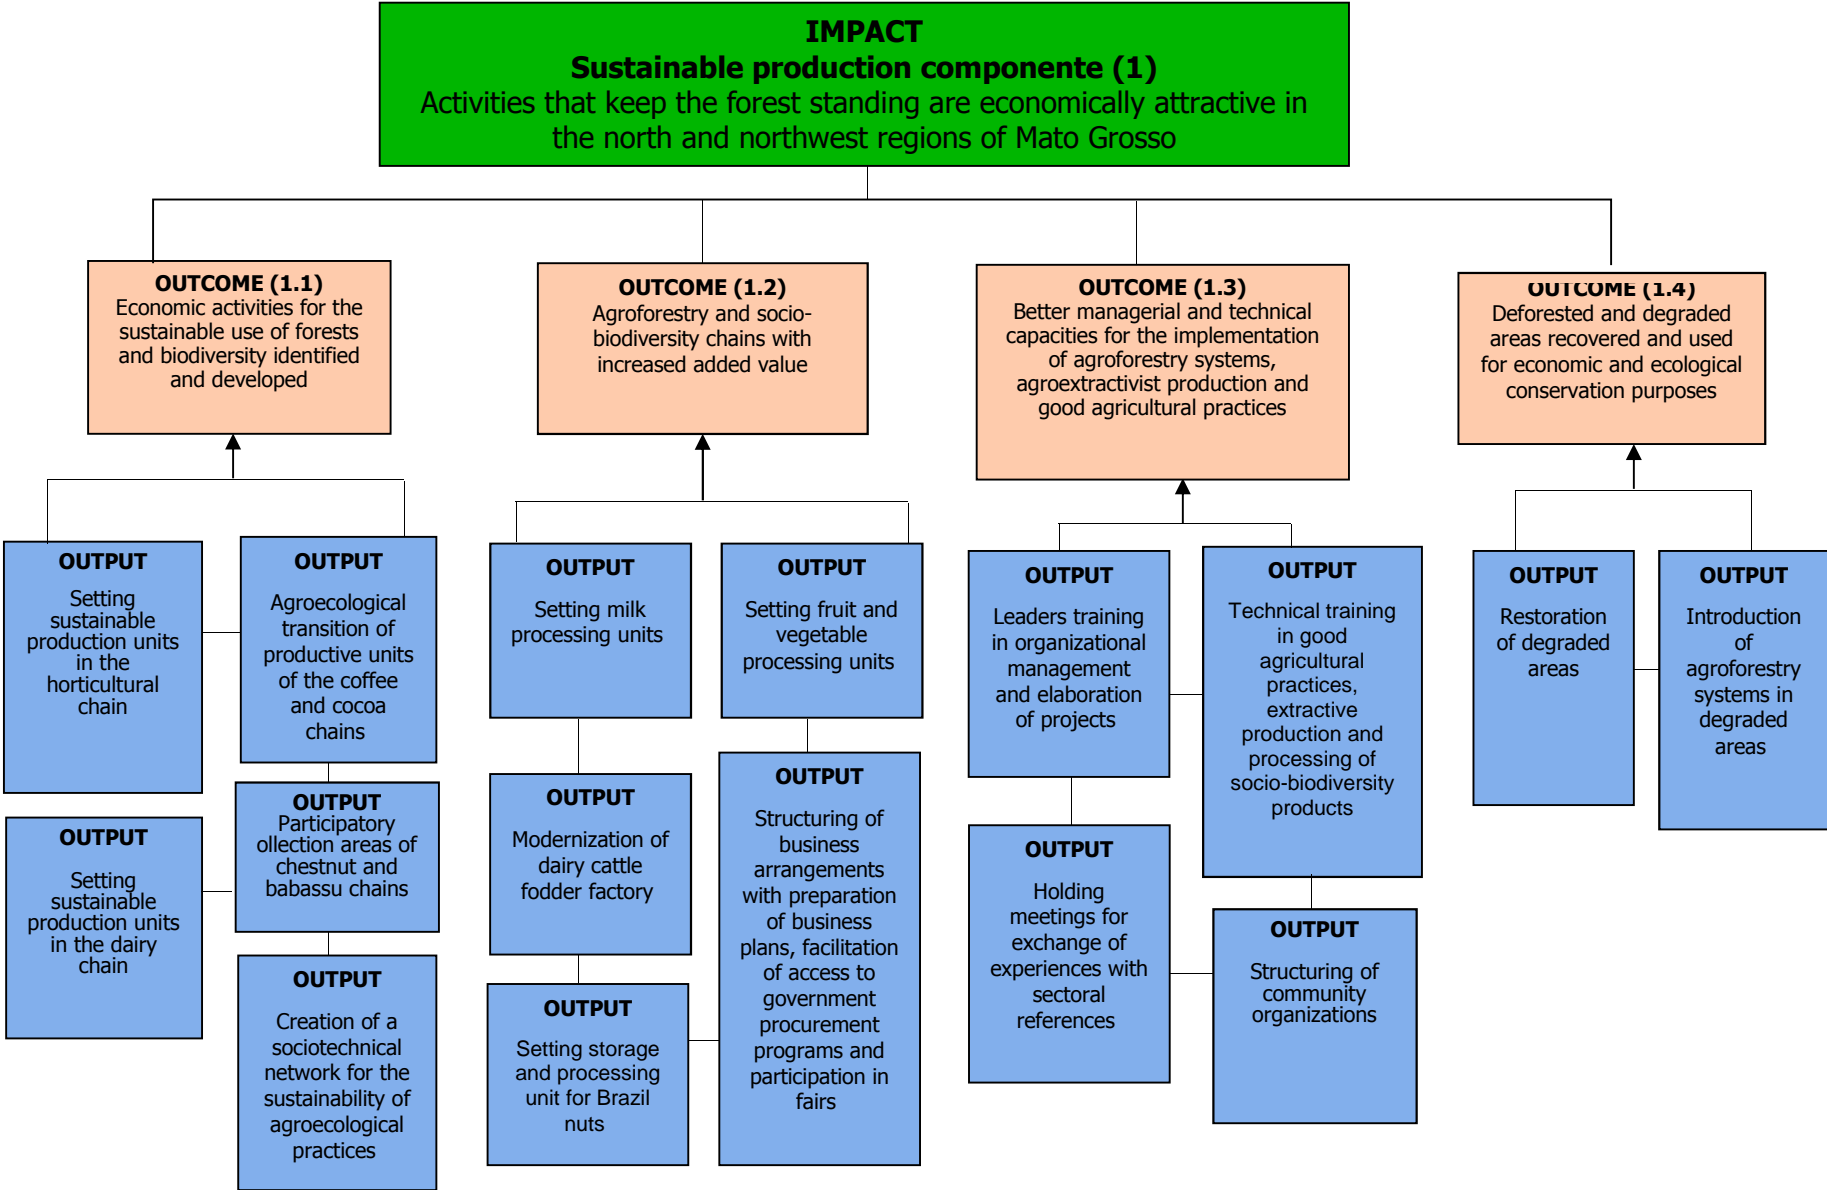 IMPACT
Sustainable production componente (1)
Activities that keep the forest standing are economically attractive in
the north and northwest regions of Mato Grosso
OUTCOME (1.1)
Economic activities for the
sustainable use of forests
and biodiversity identified
and developed
OUTCOME (1.2)
Agroforestry and socio-
biodiversity chains with
increased added value
OUTCOME (1.3)
Better managerial and technical
capacities for the implementation
of agroforestry systems,
agroextractivist production and
good agricultural practices
OUTCOME (1.4)
Deforested and degraded
areas recovered and used
for economic and ecological
conservation purposes
OUTPUT
Setting
sustainable
production units
in the
horticultural
chain
OUTPUT
Agroecological
transition of
productive units
of the coffee
and cocoa
chains
OUTPUT
Setting
sustainable
production units
in the dairy
chain
OUTPUT
Participatory
ollection areas of
chestnut and
babassu chains
OUTPUT
Creation of a
sociotechnical
network for the
sustainability of
agroecological
practices
OUTPUT
Setting milk
processing units
OUTPUT
Setting fruit and
vegetable
processing units
OUTPUT
Modernization of
dairy cattle
fodder factory
OUTPUT
Structuring of
business
arrangements
with preparation
of business
plans, facilitation
of access to
government
procurement
programs and
participation in
fairs
OUTPUT
Setting storage
and processing
unit for Brazil
nuts
OUTPUT
Leaders training
in organizational
management
and elaboration
of projects
OUTPUT
Technical training
in good
agricultural
practices,
extractive
production and
processing of
socio-biodiversity
products
OUTPUT
Holding
meetings for
exchange of
experiences with
sectoral
references
OUTPUT
Structuring of
community
organizations
OUTPUT
Restoration
of degraded
areas
OUTPUT
Introduction
of
agroforestry
systems in
degraded
areas